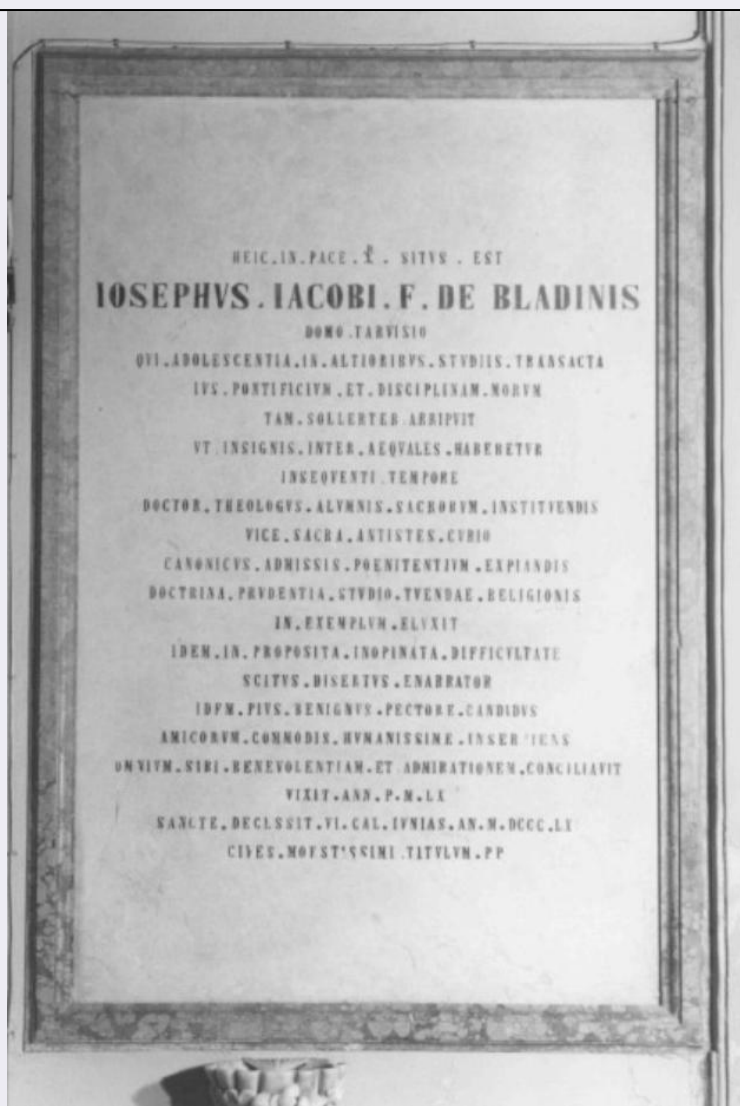 HEIC . IN . PACE . ☧ . SITVS . EST
IOSEPHVS . IACOBI . F . DE BLADINIS
DOMO . TARVISIO
QVI . ADOLESCENTIA . IN . ALTIORIBVS . STVDIIS . TRANSACTA
IVS . PONTIFICIVM . ET . DISCIPLINAM . MORVM
TAM . SOLLERTER ARRIPVIT
VT INSIGNIS . INTER . AEQVALES . HABERETVR
INSEQVENTI TEMPORE
DOCTOR . THEOLOGVS . ALVMNIS . SACRORVM . INSTITVENDIS
VICE . SACRA . ANTISTES . CVRIO
CANONICVS . ADMISSIS . POENITENTIVM . EXPIANDIS
DOCTRINA . PRVDENTIA . STVDIO . TVENDAE . RELIGIONIS
IN . EXEMPLVM . ELVXIT
IDEM . IN . PROPOSITA . INOPINATA . DIFFICVLTATE
SCITVS . DISERTVS . ENARRATOR
IDEM . PIVS . BENIGNVS . PECTORE . CANDIDVS
AMICORVM . COMMODIS . HVMANISSIME . INSERVIENS
OMNIVM . SIBI . BENEVOLENTIAM . ET ADMIRATIONEM . CONCILIAVIT
VIXIT . ANN . P . M . LX
SANCTE . DECESSIT . VI . CAL . IVNIAS . AN . M . DCCC . LX
CIVES . MOESTISSIMI . TITVLVM . PP